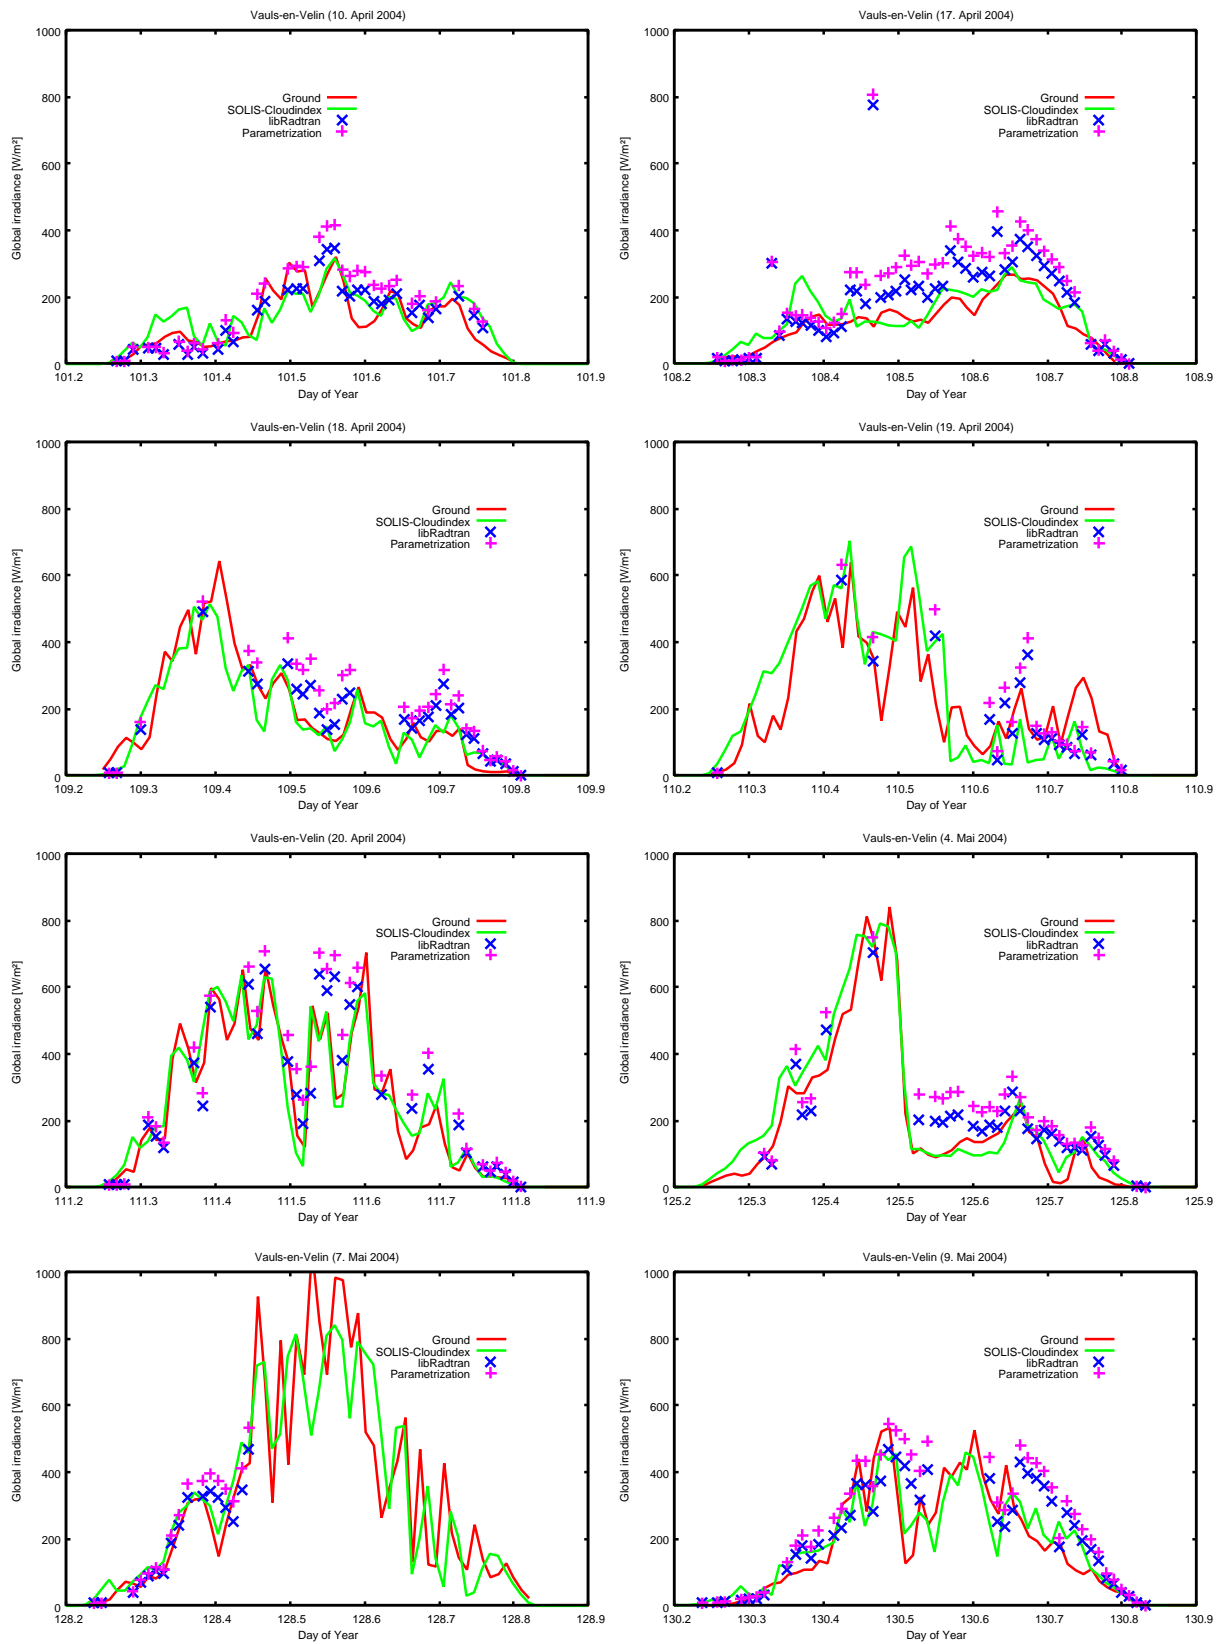 Vauls-en-Velin (10. April 2004)
Global irradiance [W/m²]
1000
800
600
400
200
0
Ground
SOLIS-Cloudindex
libRadtran
Parametrization
101.2 101.3 101.4 101.5 101.6 101.7 101.8 101.9
Day of Year
Vauls-en-Velin (17. April 2004)
Global irradiance [W/m²]
1000
800
600
400
200
0
Ground
SOLIS-Cloudindex
libRadtran
Parametrization
108.2 108.3 108.4 108.5 108.6 108.7 108.8 108.9
Day of Year
Vauls-en-Velin (18. April 2004)
Global irradiance [W/m²]
1000
800
600
400
200
0
Ground
SOLIS-Cloudindex
libRadtran
Parametrization
109.2 109.3 109.4 109.5 109.6 109.7 109.8 109.9
Day of Year
Vauls-en-Velin (19. April 2004)
Global irradiance [W/m²]
1000
800
600
400
200
0
Ground
SOLIS-Cloudindex
libRadtran
Parametrization
110.2 110.3 110.4 110.5 110.6 110.7 110.8 110.9
Day of Year
Vauls-en-Velin (20. April 2004)
Global irradiance [W/m²]
1000
800
600
400
200
0
Ground
SOLIS-Cloudindex
libRadtran
Parametrization
111.2 111.3 111.4 111.5 111.6 111.7 111.8 111.9
Day of Year
Vauls-en-Velin (4. Mai 2004)
Global irradiance [W/m²]
1000
800
600
400
200
0
Ground
SOLIS-Cloudindex
libRadtran
Parametrization
125.2 125.3 125.4 125.5 125.6 125.7 125.8 125.9
Day of Year
Vauls-en-Velin (7. Mai 2004)
Global irradiance [W/m²]
1000
800
600
400
200
0
Ground
SOLIS-Cloudindex
libRadtran
Parametrization
128.2 128.3 128.4 128.5 128.6 128.7 128.8 128.9
Day of Year
Vauls-en-Velin (9. Mai 2004)
Global irradiance [W/m²]
1000
800
600
400
200
0
Ground
SOLIS-Cloudindex
libRadtran
Parametrization
130.2 130.3 130.4 130.5 130.6 130.7 130.8 130.9
Day of Year